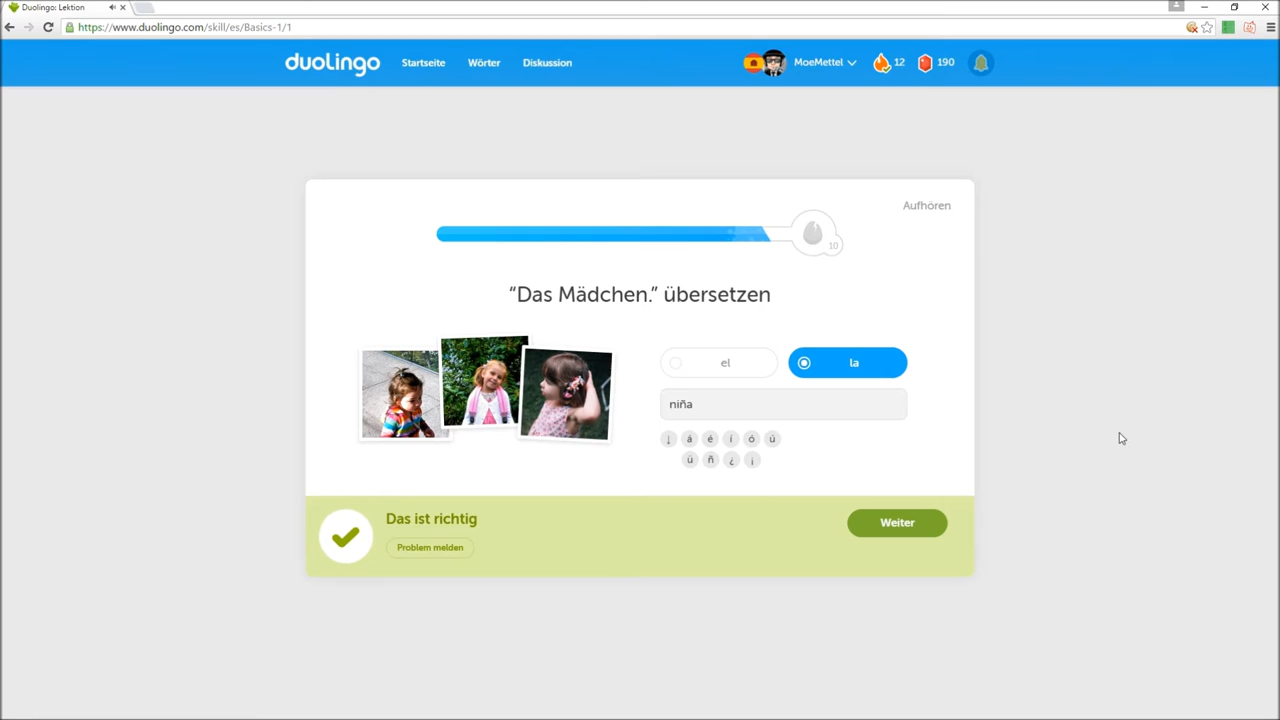 Duolingo: Lektion
https://www.duolingo.com/skill/es/Basics-1/1
duolingo Startseite Wörter Diskussion MoeMettel 12 190
Aufhören
10
“Das Mädchen.” übersetzen
el la
niña
↓ á é í ó ú
ü ñ ¿ ¡
Das ist richtig
Weiter
Problem melden